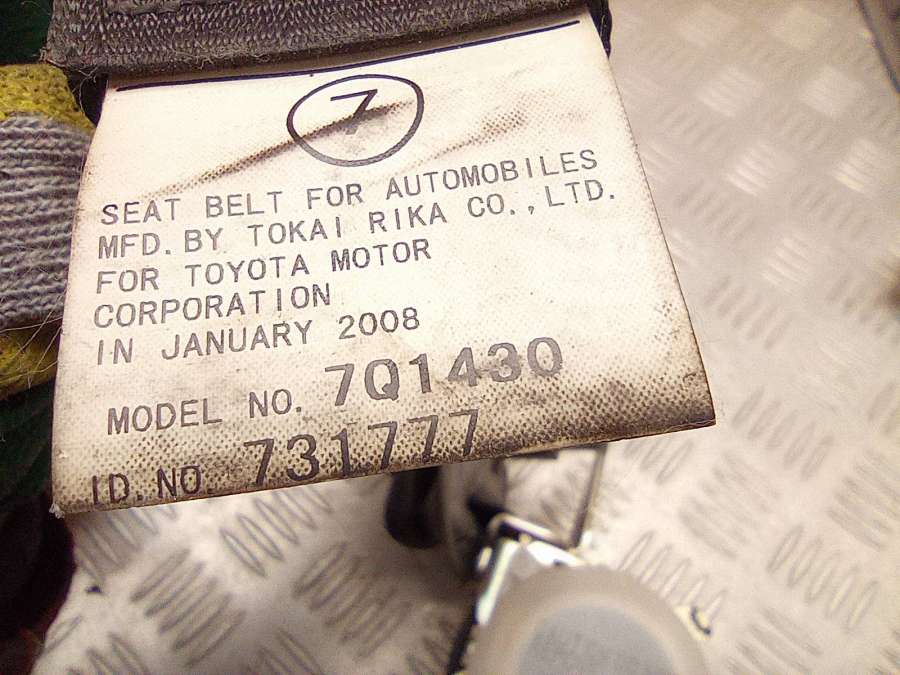 7
SEAT BELT FOR AUTOMOBILES
MFD. BY TOKAI RIKA CO., LTD.
FOR TOYOTA MOTOR
CORPORATION
IN JANUARY 2008
MODEL NO. 7Q1430
ID. NO. 731777